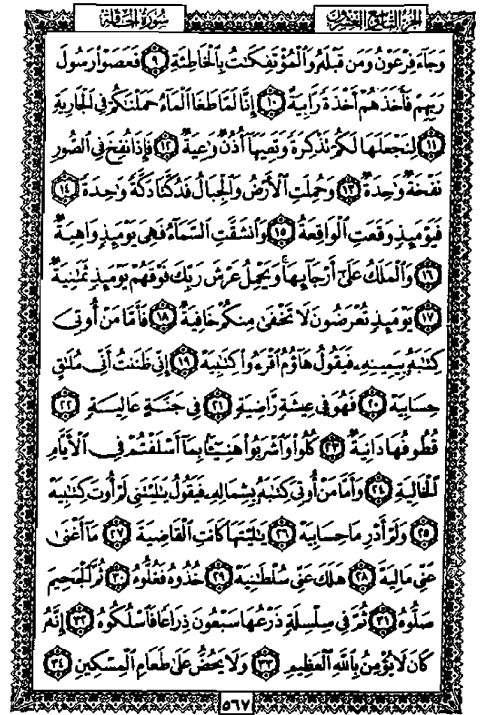 الجزء التاسع والعشرون
سورة الحاقة
وَجَآءَ فِرْعَوْنُ وَمَن قَبْلَهُۥ وَٱلْمُؤْتَفِكَٰتُ بِٱلْخَاطِئَةِ ٩ فَعَصَوْا۟ رَسُولَ
رَبِّهِمْ فَأَخَذَهُمْ أَخْذَةً رَّابِيَةً ١٠ إِنَّا لَمَّا طَغَا ٱلْمَآءُ حَمَلْنَٰكُمْ فِى ٱلْجَارِيَةِ
١١ لِنَجْعَلَهَا لَكُمْ تَذْكِرَةً وَتَعِيَهَآ أُذُنٌ وَٰعِيَةٌ ١٢ فَإِذَا نُفِخَ فِى ٱلصُّورِ
نَفْخَةٌ وَٰحِدَةٌ ١٣ وَحُمِلَتِ ٱلْأَرْضُ وَٱلْجِبَالُ فَدُكَّتَا دَكَّةً وَٰحِدَةً ١٤
فَيَوْمَئِذٍ وَقَعَتِ ٱلْوَاقِعَةُ ١٥ وَٱنشَقَّتِ ٱلسَّمَآءُ فَهِىَ يَوْمَئِذٍ وَاهِيَةٌ
١٦ وَٱلْمَلَكُ عَلَىٰٓ أَرْجَآئِهَا وَيَحْمِلُ عَرْشَ رَبِّكَ فَوْقَهُمْ يَوْمَئِذٍ ثَمَٰنِيَةٌ
١٧ يَوْمَئِذٍ تُعْرَضُونَ لَا تَخْفَىٰ مِنكُمْ خَافِيَةٌ ١٨ فَأَمَّا مَنْ أُوتِىَ
كِتَٰبَهُۥ بِيَمِينِهِۦ فَيَقُولُ هَآؤُمُ ٱقْرَءُوا۟ كِتَٰبِيَهْ ١٩ إِنِّى ظَنَنتُ أَنِّى مُلَٰقٍ
حِسَابِيَهْ ٢٠ فَهُوَ فِى عِيشَةٍ رَّاضِيَةٍ ٢١ فِى جَنَّةٍ عَالِيَةٍ ٢٢
قُطُوفُهَا دَانِيَةٌ ٢٣ كُلُوا۟ وَٱشْرَبُوا۟ هَنِيٓـًٔۢا بِمَآ أَسْلَفْتُمْ فِى ٱلْأَيَّامِ
ٱلْخَالِيَةِ ٢٤ وَأَمَّا مَنْ أُوتِىَ كِتَٰبَهُۥ بِشِمَالِهِۦ فَيَقُولُ يَٰلَيْتَنِى لَمْ أُوتَ كِتَٰبِيَهْ
٢٥ وَلَمْ أَدْرِ مَا حِسَابِيَهْ ٢٦ يَٰلَيْتَهَا كَانَتِ ٱلْقَاضِيَةَ ٢٧ مَآ أَغْنَىٰ
عَنِّى مَالِيَهْ ٢٨ هَلَكَ عَنِّى سُلْطَٰنِيَهْ ٢٩ خُذُوهُ فَغُلُّوهُ ٣٠ ثُمَّ ٱلْجَحِيمَ
صَلُّوهُ ٣١ ثُمَّ فِى سِلْسِلَةٍ ذَرْعُهَا سَبْعُونَ ذِرَاعًا فَٱسْلُكُوهُ ٣٢ إِنَّهُۥ
كَانَ لَا يُؤْمِنُ بِٱللَّهِ ٱلْعَظِيمِ ٣٣ وَلَا يَحُضُّ عَلَىٰ طَعَامِ ٱلْمِسْكِينِ ٣٤
٥٦٧